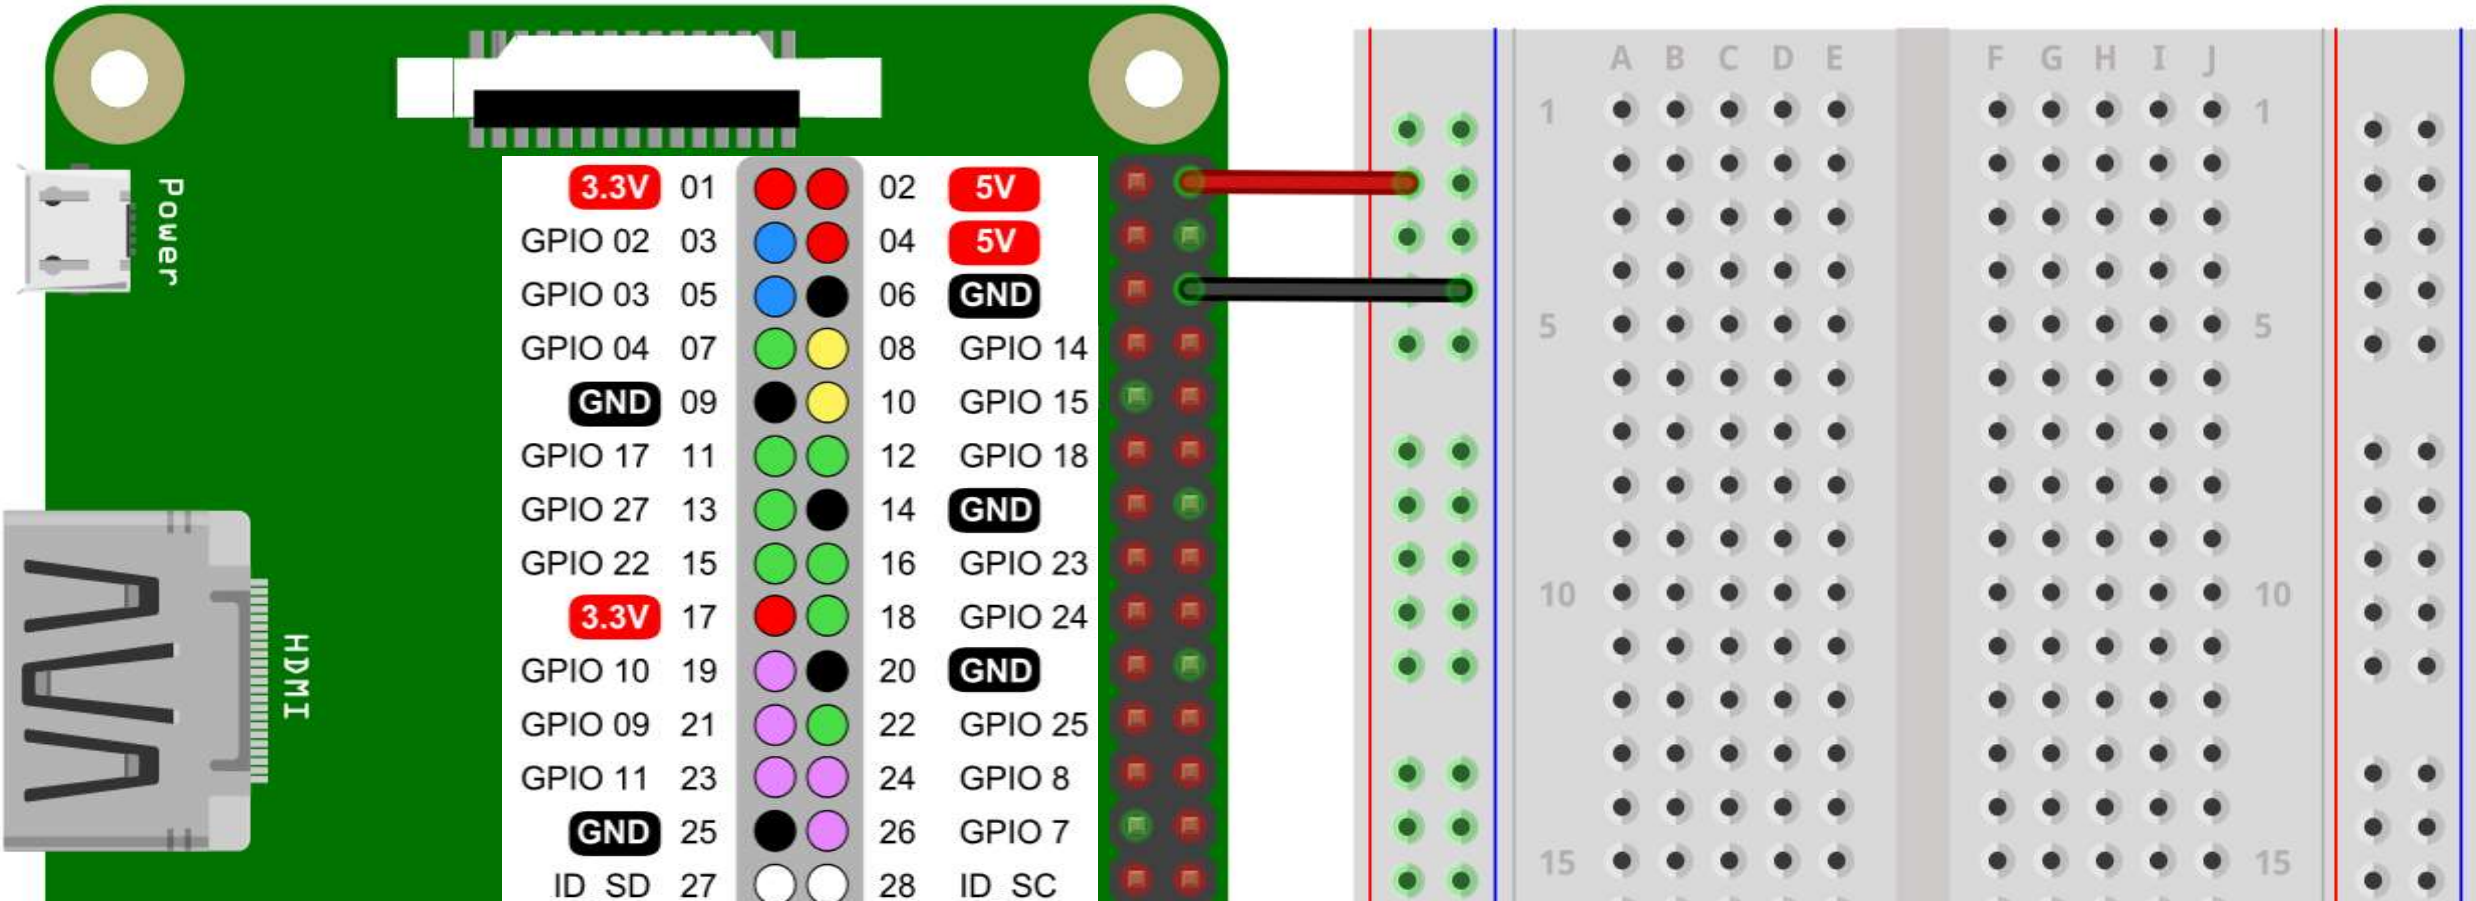 A B C D E F G H I J
1 1
Power
3.3V 01 02 5V
GPIO 02 03 04 5V
GPIO 03 05 06 GND
5 5
GPIO 04 07 08 GPIO 14
GND 09 10 GPIO 15
GPIO 17 11 12 GPIO 18
GPIO 27 13 14 GND
GPIO 22 15 16 GPIO 23
10 10
3.3V 17 18 GPIO 24
HDMI
GPIO 10 19 20 GND
GPIO 09 21 22 GPIO 25
GPIO 11 23 24 GPIO 8
GND 25 26 GPIO 7
15 15
ID SD 27 28 ID SC